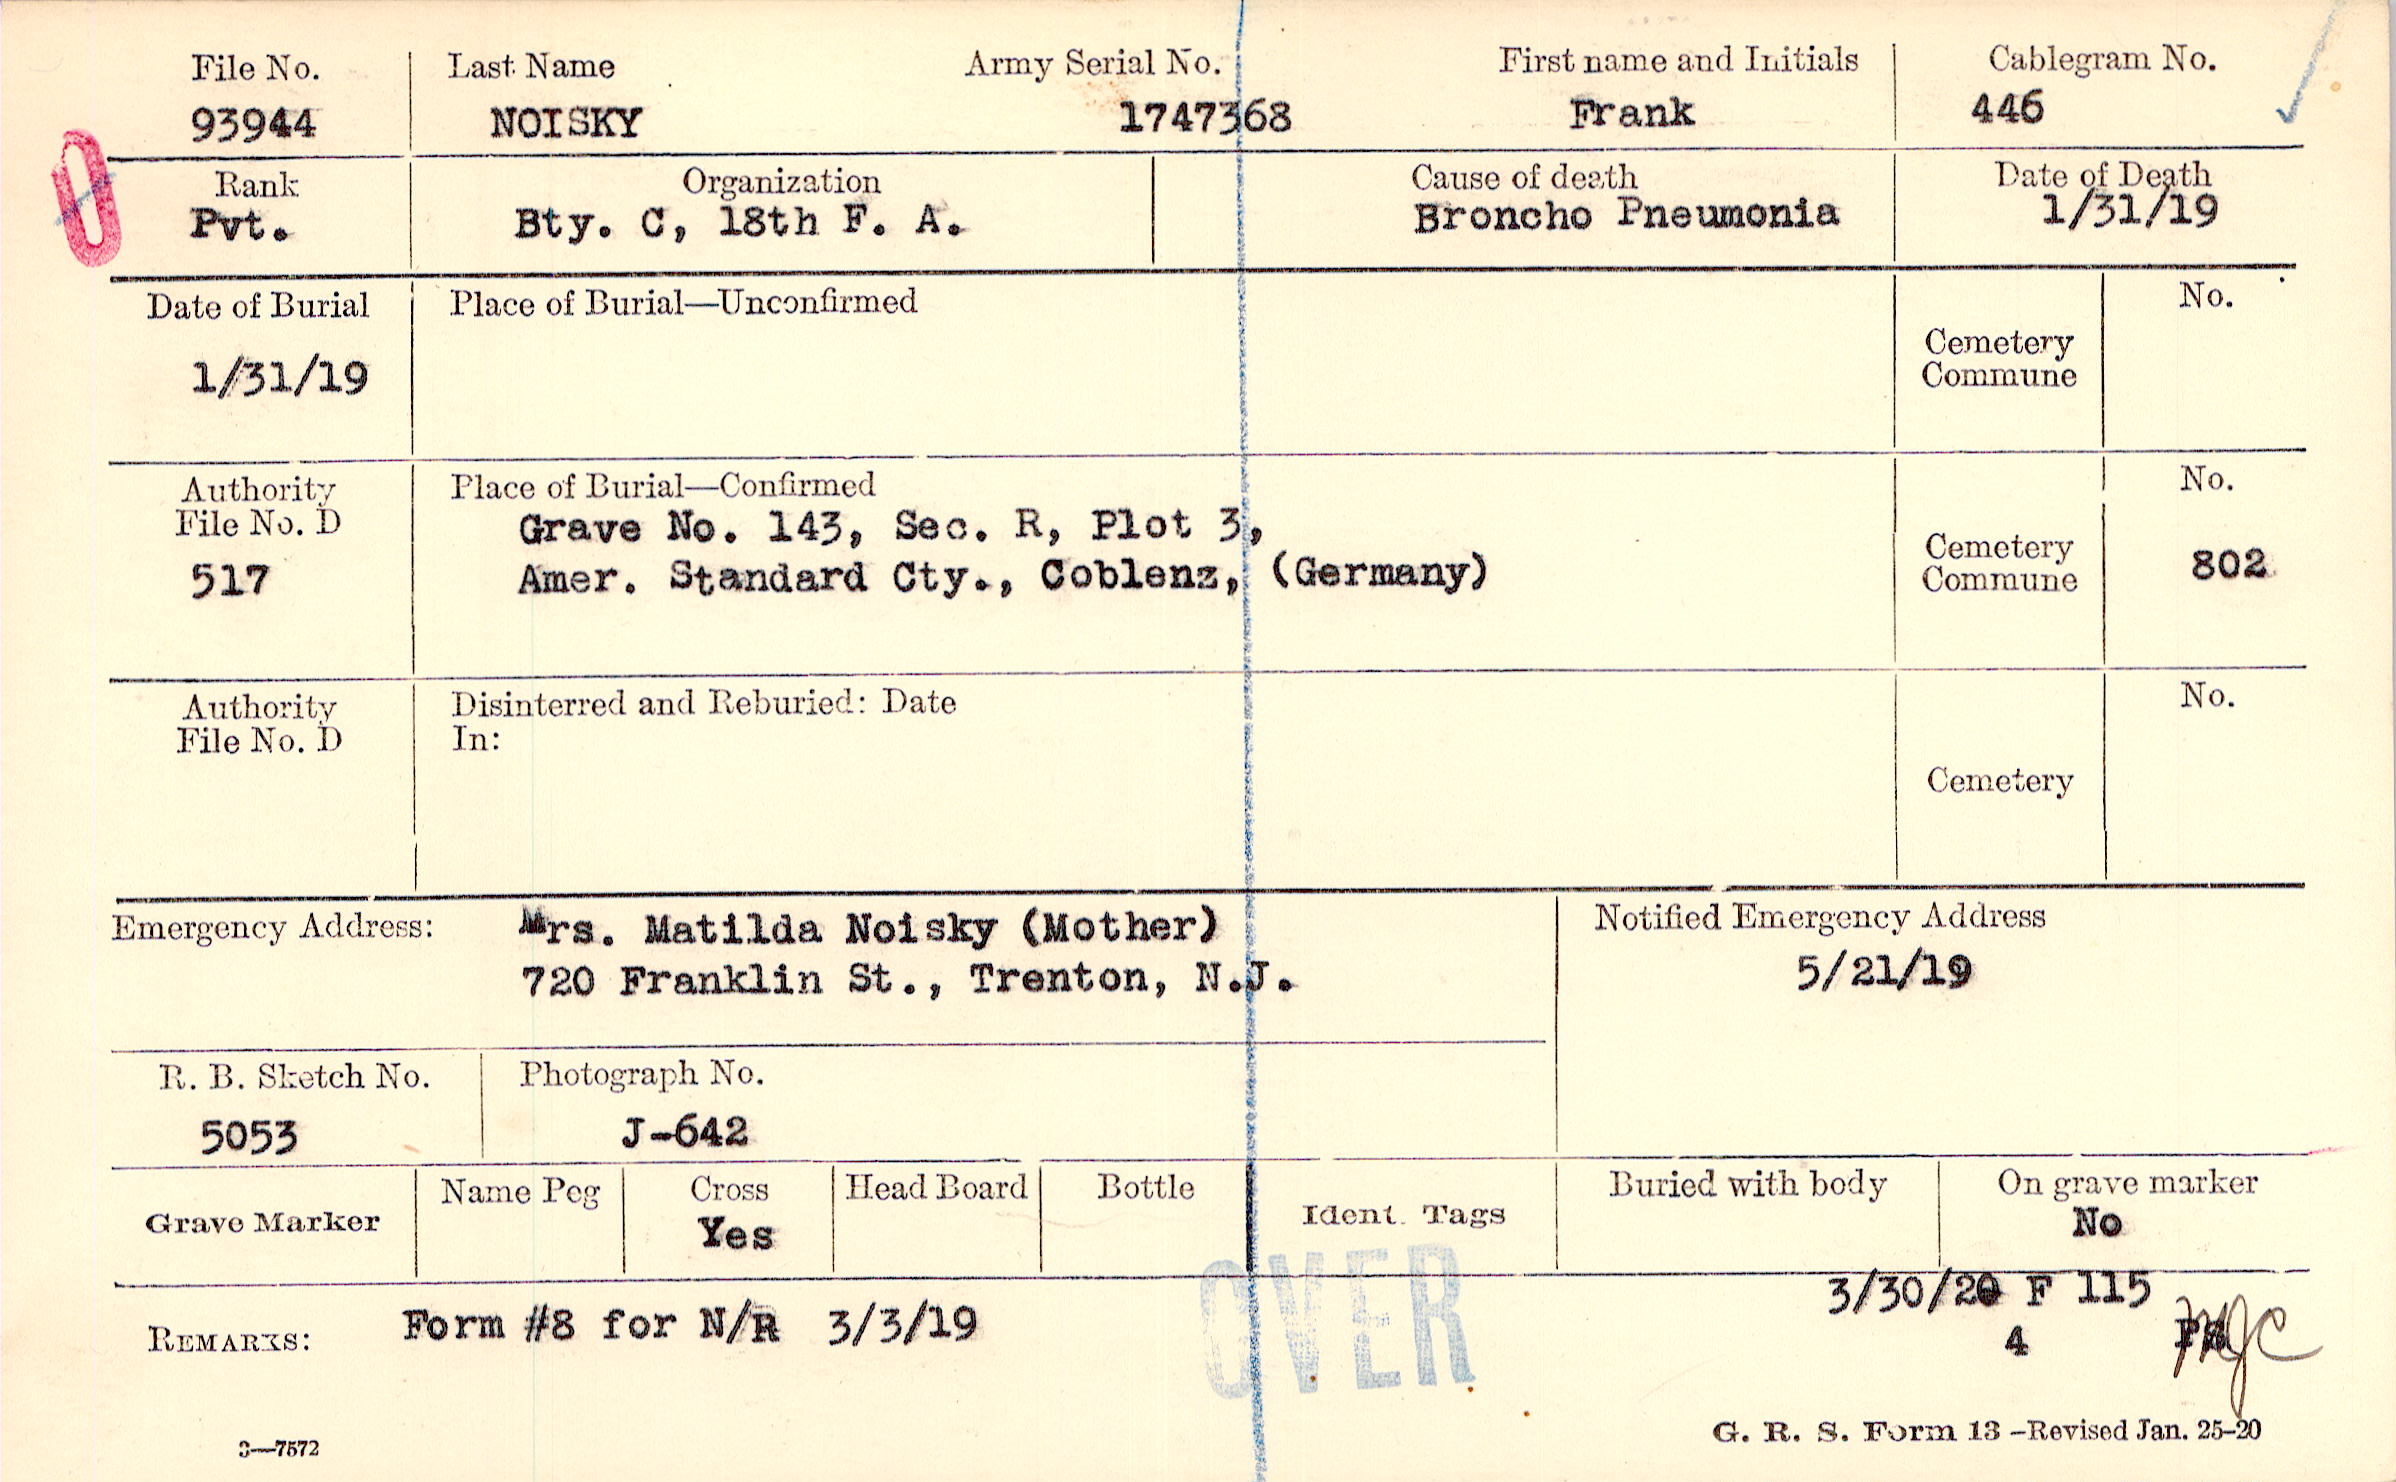 File No. Last Name Army Serial No. First name and Initials Cablegram No.
93944 NOISKY 1747368 Frank 446
Rank Organization Cause of death Date of Death
Pvt. Bty. C, 18th F. A. Broncho Pneumonia 1/31/19
Date of Burial Place of Burial—Unconfirmed No.
1/31/19
Cemetery
Commune
Authority Place of Burial—Confirmed No.
File No. D Grave No. 143, Sec. R, Plot 3,
517 Amer. Standard Cty., Coblenz, (Germany)
Cemetery
Commune 802
Authority Disinterred and Reburied: Date No.
File No. D In:
Cemetery
Emergency Address: Mrs. Matilda Noisky (Mother) Notified Emergency Address
720 Franklin St., Trenton, N.J. 5/21/19
R. B. Sketch No. Photograph No.
5053 J-642
Grave Marker Name Peg Cross Head Board Bottle Ident. Tags Buried with body On grave marker
Yes No
3/30/20 F 115
REMARKS: Form #8 for N/R 3/3/19 4
OVER
3—7572 G. R. S. Form 13 —Revised Jan. 25-20